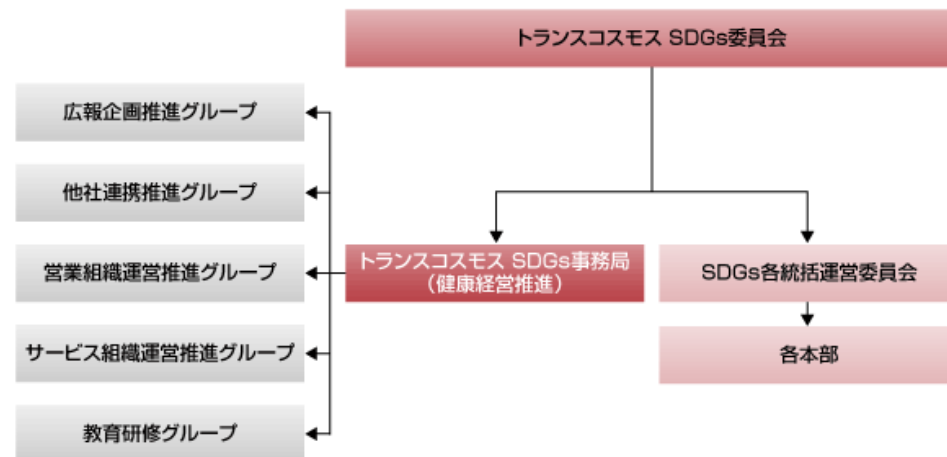 トランスコスモス SDGs委員会
広報企画推進グループ
他社連携推進グループ
営業組織運営推進グループ
サービス組織運営推進グループ
教育研修グループ
トランスコスモス SDGs事務局
（健康経営推進）
SDGs各統括運営委員会
各本部